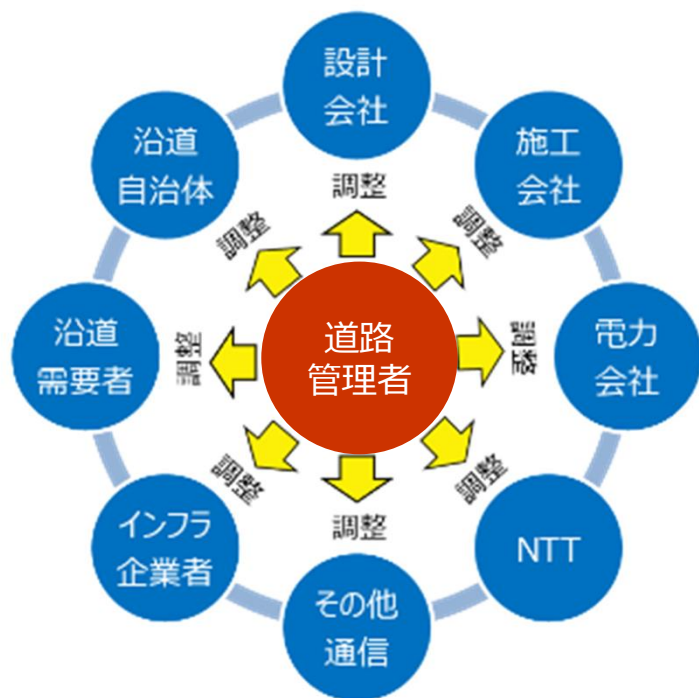 設計
会社
施工
会社
電力
会社
NTT
その他
通信
インフラ
企業者
沿道
需要者
沿道
自治体
調整
調整
調整
調整
調整
調整
調整
調整
道路
管理者